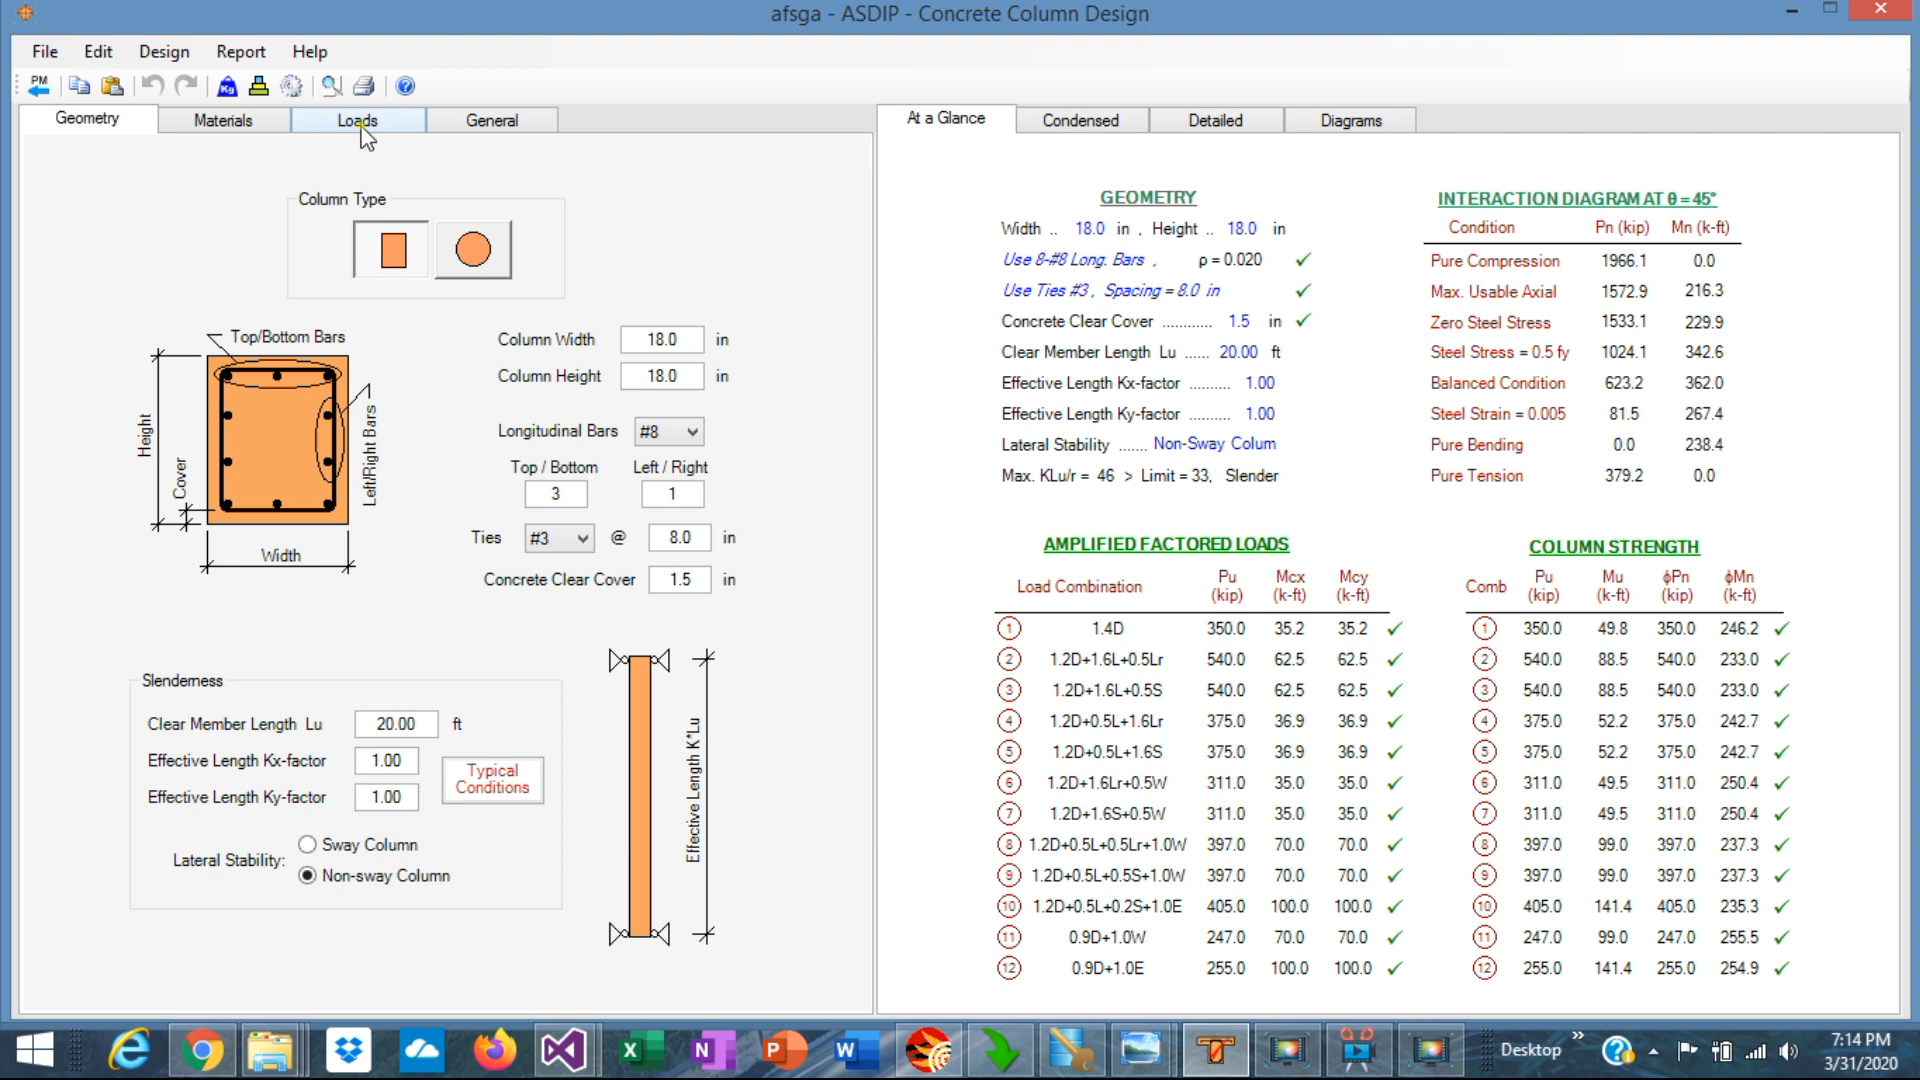 afsga - ASDIP - Concrete Column Design
File Edit Design Report Help
PM
Kg
Geometry Materials Loads General
At a Glance Condensed Detailed Diagrams
Column Type
Top/Bottom Bars
Height
Cover
Left/Right Bars
Width
Column Width 18.0 in
Column Height 18.0 in
Longitudinal Bars #8
Top / Bottom Left / Right
3 1
Ties #3 @ 8.0 in
Concrete Clear Cover 1.5 in
Slenderness
Clear Member Length Lu 20.00 ft
Effective Length Kx-factor 1.00
Effective Length Ky-factor 1.00
Typical Conditions
Lateral Stability:
Sway Column
Non-sway Column
Effective Length K*Lu
GEOMETRY
Width .. 18.0 in , Height .. 18.0 in
Use 8-#8 Long. Bars , ρ = 0.020 ✓
Use Ties #3 , Spacing = 8.0 in ✓
Concrete Clear Cover ............ 1.5 in ✓
Clear Member Length Lu ...... 20.00 ft
Effective Length Kx-factor .......... 1.00
Effective Length Ky-factor .......... 1.00
Lateral Stability ....... Non-Sway Colum
Max. KLu/r = 46 > Limit = 33, Slender
INTERACTION DIAGRAM AT θ = 45°
Condition Pn (kip) Mn (k-ft)
Pure Compression 1966.1 0.0
Max. Usable Axial 1572.9 216.3
Zero Steel Stress 1533.1 229.9
Steel Stress = 0.5 fy 1024.1 342.6
Balanced Condition 623.2 362.0
Steel Strain = 0.005 81.5 267.4
Pure Bending 0.0 238.4
Pure Tension 379.2 0.0
AMPLIFIED FACTORED LOADS
Load Combination Pu (kip) Mcx (k-ft) Mcy (k-ft)
1 1.4D 350.0 35.2 35.2 ✓
2 1.2D+1.6L+0.5Lr 540.0 62.5 62.5 ✓
3 1.2D+1.6L+0.5S 540.0 62.5 62.5 ✓
4 1.2D+0.5L+1.6Lr 375.0 36.9 36.9 ✓
5 1.2D+0.5L+1.6S 375.0 36.9 36.9 ✓
6 1.2D+1.6Lr+0.5W 311.0 35.0 35.0 ✓
7 1.2D+1.6S+0.5W 311.0 35.0 35.0 ✓
8 1.2D+0.5L+0.5Lr+1.0W 397.0 70.0 70.0 ✓
9 1.2D+0.5L+0.5S+1.0W 397.0 70.0 70.0 ✓
10 1.2D+0.5L+0.2S+1.0E 405.0 100.0 100.0 ✓
11 0.9D+1.0W 247.0 70.0 70.0 ✓
12 0.9D+1.0E 255.0 100.0 100.0 ✓
COLUMN STRENGTH
Comb Pu (kip) Mu (k-ft) ϕPn (kip) ϕMn (k-ft)
1 350.0 49.8 350.0 246.2 ✓
2 540.0 88.5 540.0 233.0 ✓
3 540.0 88.5 540.0 233.0 ✓
4 375.0 52.2 375.0 242.7 ✓
5 375.0 52.2 375.0 242.7 ✓
6 311.0 49.5 311.0 250.4 ✓
7 311.0 49.5 311.0 250.4 ✓
8 397.0 99.0 397.0 237.3 ✓
9 397.0 99.0 397.0 237.3 ✓
10 405.0 141.4 405.0 235.3 ✓
11 247.0 99.0 247.0 255.5 ✓
12 255.0 141.4 255.0 254.9 ✓
Desktop
7:14 PM
3/31/2020